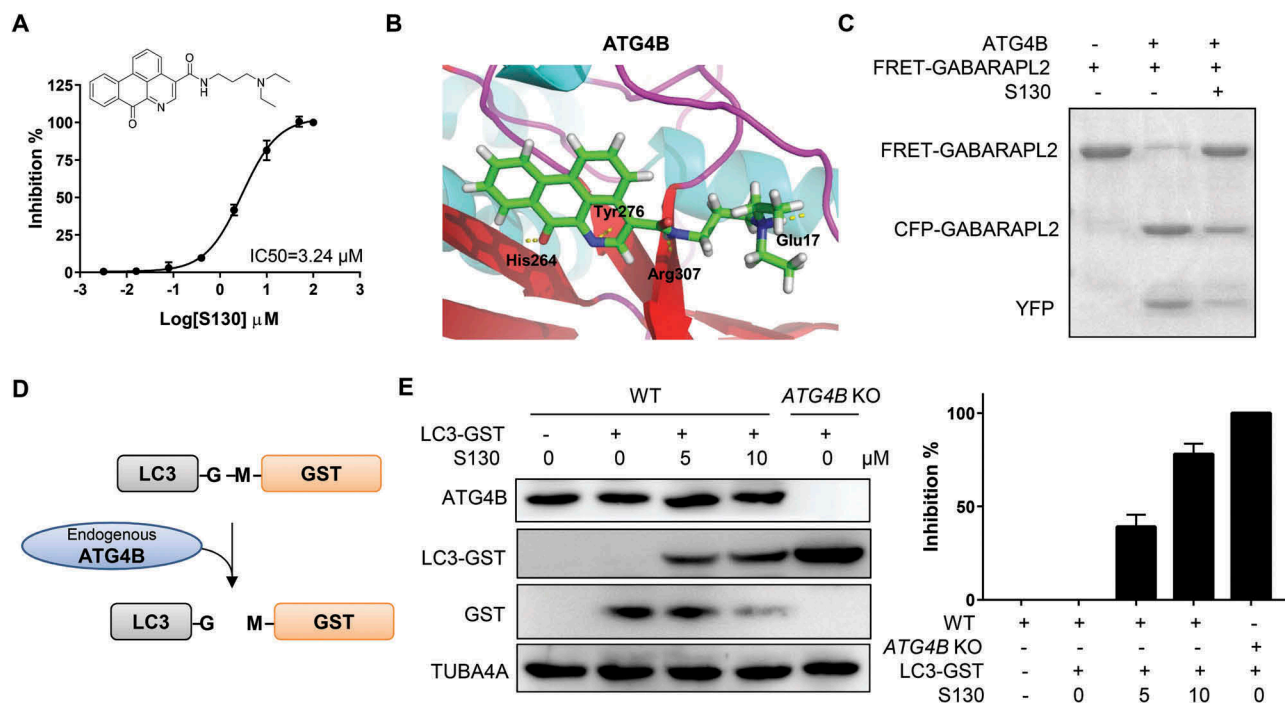 A
O
N
H
N
O
N
125
100
75
50
25
0
Inhibition %
IC50=3.24 μM
-3 -2 -1 0 1 2 3
Log[S130] μM
B
ATG4B
Tyr276
His264
Arg307
Glu17
C
ATG4B - + +
FRET-GABARAPL2 + + +
S130 - - +
FRET-GABARAPL2
CFP-GABARAPL2
YFP
D
LC3 G M GST
Endogenous
ATG4B
LC3 G M GST
E
WT ATG4B KO
LC3-GST - + + + +
S130 0 0 5 10 0 μM
ATG4B
LC3-GST
GST
TUBA4A
100
50
0
Inhibition %
WT + + + + -
ATG4B KO - - - - +
LC3-GST - + + + +
S130 - 0 5 10 0